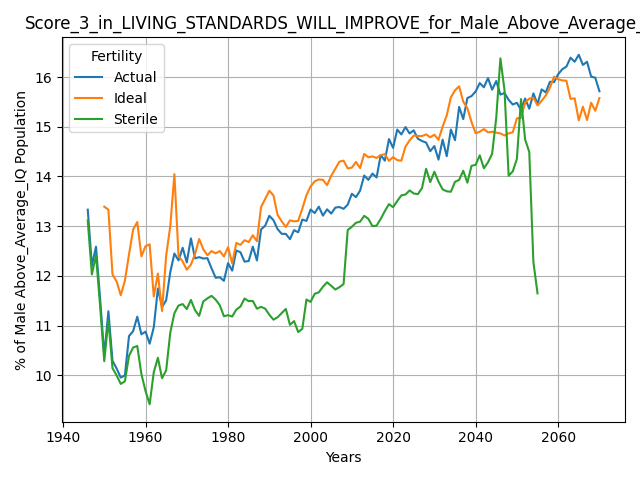 Score_3_in_LIVING_STANDARDS_WILL_IMPROVE_for_Male_Above_Average_
Fertility
Actual
Ideal
Sterile
% of Male Above_Average_IQ Population
16
15
14
13
12
11
10
1940
1960
1980
2000
2020
2040
2060
Years